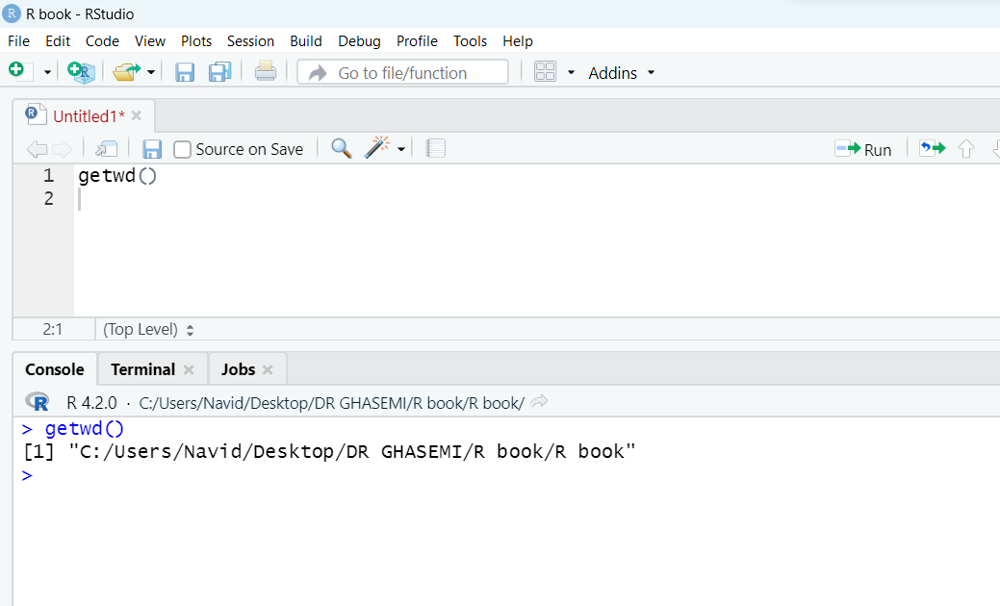 R book - RStudio
File Edit Code View Plots Session Build Debug Profile Tools Help
Go to file/function Addins
Untitled1*
Source on Save Run
1 getwd()
2
2:1 (Top Level)
Console Terminal Jobs
R 4.2.0 · C:/Users/Navid/Desktop/DR GHASEMI/R book/R book/
> getwd()
[1] "C:/Users/Navid/Desktop/DR GHASEMI/R book/R book"
>